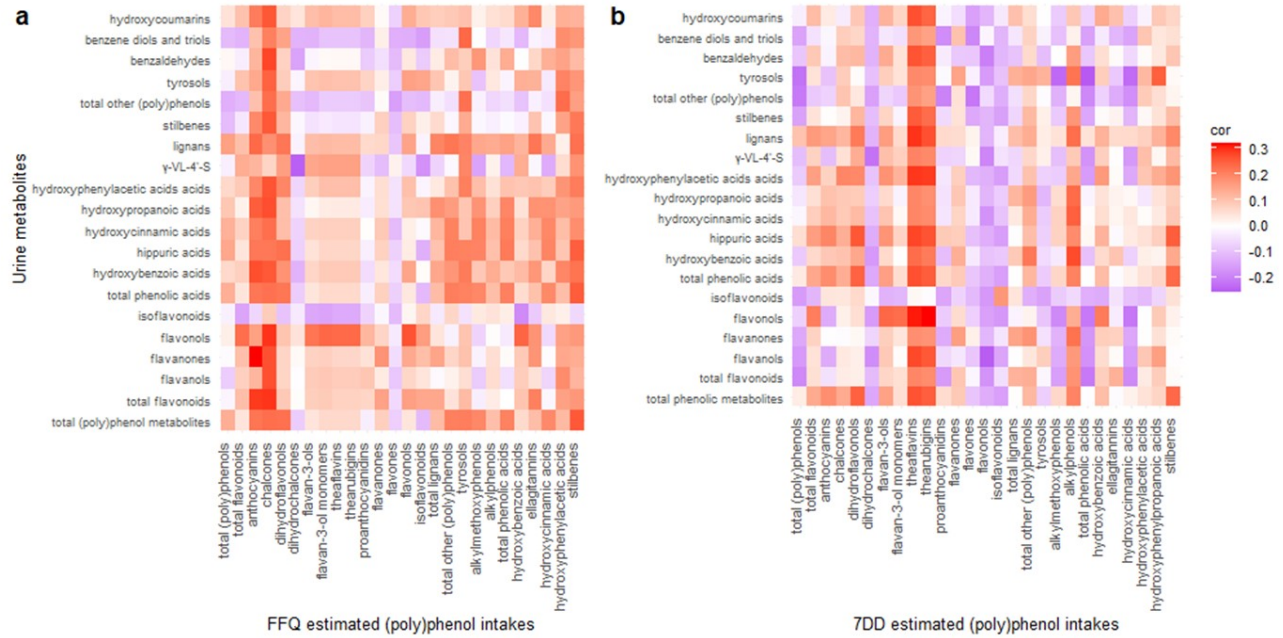 a
Urine metabolites
hydroxycoumarins
benzene diols and triols
benzaldehydes
tyrosols
total other (poly)phenols
stilbenes
lignans
γ-VL-4'-S
hydroxyphenylacetic acids acids
hydroxypropanoic acids
hydroxycinnamic acids
hippuric acids
hydroxybenzoic acids
total phenolic acids
isoflavonoids
flavonols
flavanones
flavanols
total flavonoids
total (poly)phenol metabolites
total (poly)phenols
total flavonoids
anthocyanins
chalcones
dihydroflavonols
dihydrochalcones
flavan-3-ols
flavan-3-ol monomers
theaflavins
thearubigins
proanthocyanidins
flavanones
flavones
flavonols
isoflavonoids
total lignans
total other (poly)phenols
tyrosols
alkylmethoxyphenols
alkylphenols
total phenolic acids
hydroxybenzoic acids
ellagitannins
hydroxycinnamic acids
hydroxyphenylacetic acids
stilbenes
FFQ estimated (poly)phenol intakes
b
hydroxycoumarins
benzene diols and triols
benzaldehydes
tyrosols
total other (poly)phenols
stilbenes
lignans
γ-VL-4'-S
hydroxyphenylacetic acids acids
hydroxypropanoic acids
hydroxycinnamic acids
hippuric acids
hydroxybenzoic acids
total phenolic acids
isoflavonoids
flavonols
flavanones
flavanols
total flavonoids
total phenolic metabolites
total (poly)phenols
total flavonoids
anthocyanins
chalcones
dihydroflavonols
dihydrochalcones
flavan-3-ols
flavan-3-ol monomers
theaflavins
thearubigins
proanthocyanidins
flavanones
flavones
flavonols
isoflavonoids
total lignans
total other (poly)phenols
tyrosols
alkylmethoxyphenols
alkylphenols
total phenolic acids
hydroxybenzoic acids
ellagitannins
hydroxycinnamic acids
hydroxyphenylacetic acids
hydroxyphenylpropanoic acids
stilbenes
7DD estimated (poly)phenol intakes
cor
0.3
0.2
0.1
0.0
-0.1
-0.2